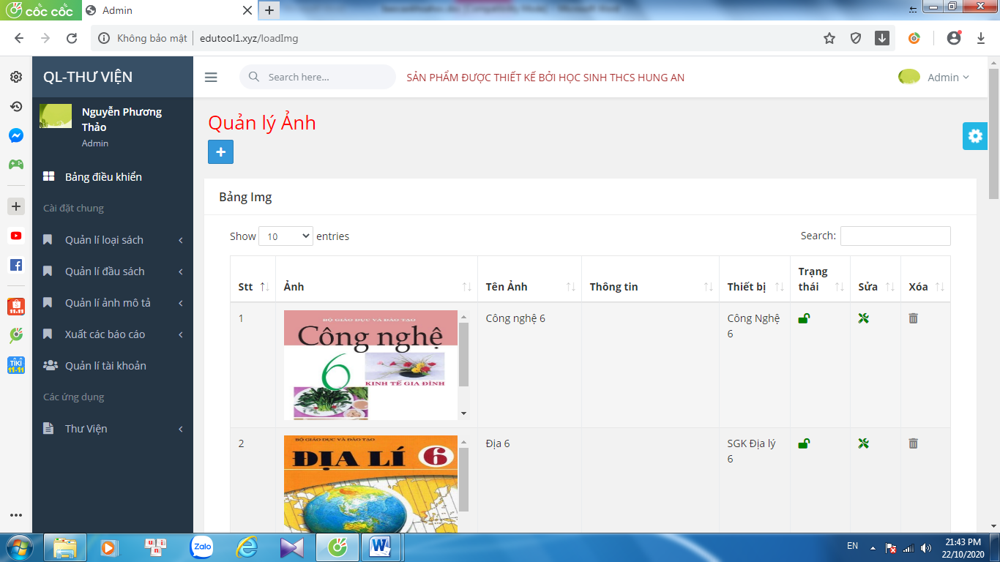 cốc cốc
Admin
Không bảo mật
edutool1.xyz/loadImg
QL-THƯ VIỆN
Search here...
SẢN PHẨM ĐƯỢC THIẾT KẾ BỞI HỌC SINH THCS HUNG AN
Admin
Nguyễn Phương
Thảo
Admin
Bảng điều khiển
Cài đặt chung
Quản lí loại sách
Quản lí đầu sách
Quản lí ảnh mô tả
Xuất các báo cáo
Quản lí tài khoản
Các ứng dụng
Thư Viện
11.11
TIKI
11-11
Quản lý Ảnh
Bảng Img
Show 10 entries
Search:
Stt
Ảnh
Tên Ảnh
Thông tin
Thiết bị
Trạng
thái
Sửa
Xóa
1
BỘ GIÁO DỤC VÀ ĐÀO TẠO
Công nghệ
6
KINH TẾ GIA ĐÌNH
Công nghệ 6
Công Nghệ
6
2
BỘ GIÁO DỤC VÀ ĐÀO TẠO
ĐỊA LÍ 6
Địa 6
SGK Địa lý
6
Zalo
EN
21:43 PM
22/10/2020